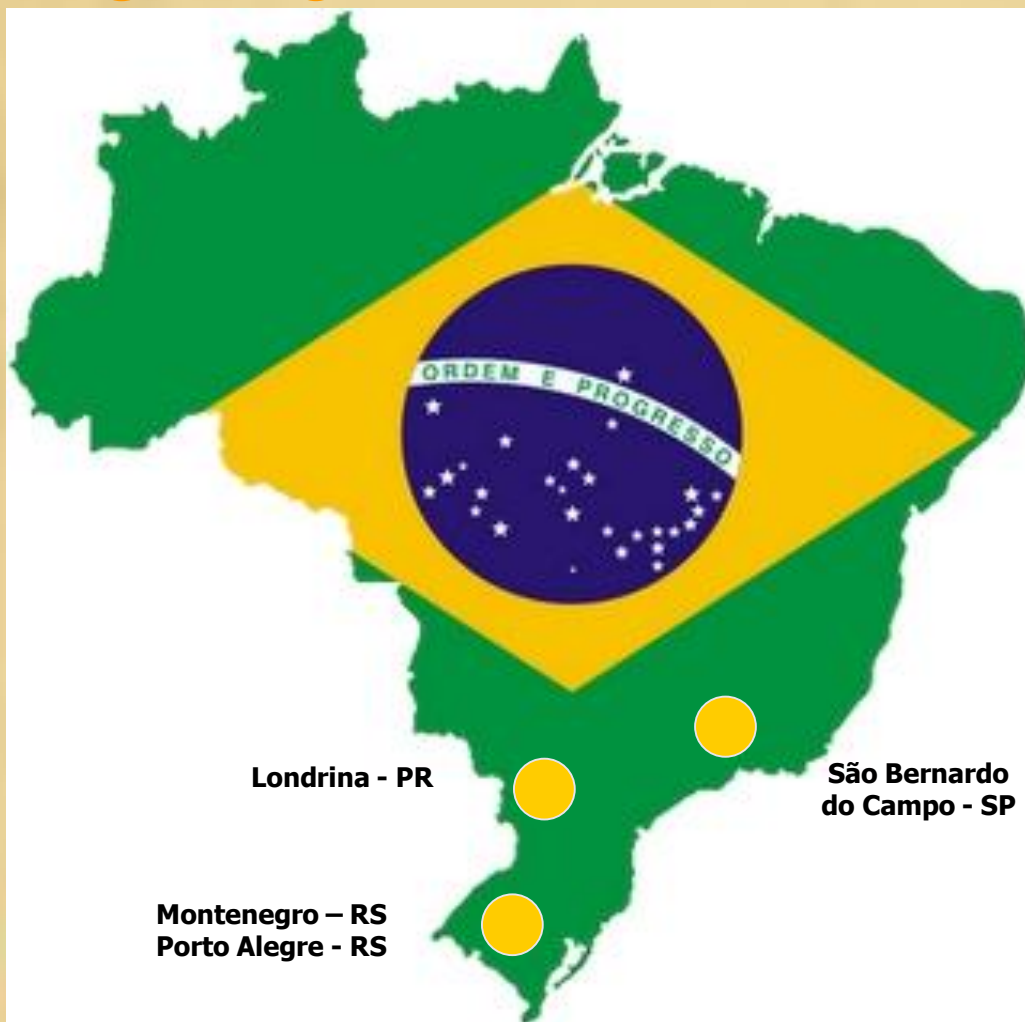 ORDEM E PROGRESSO
Londrina - PR
São Bernardo
do Campo - SP
Montenegro – RS
Porto Alegre - RS